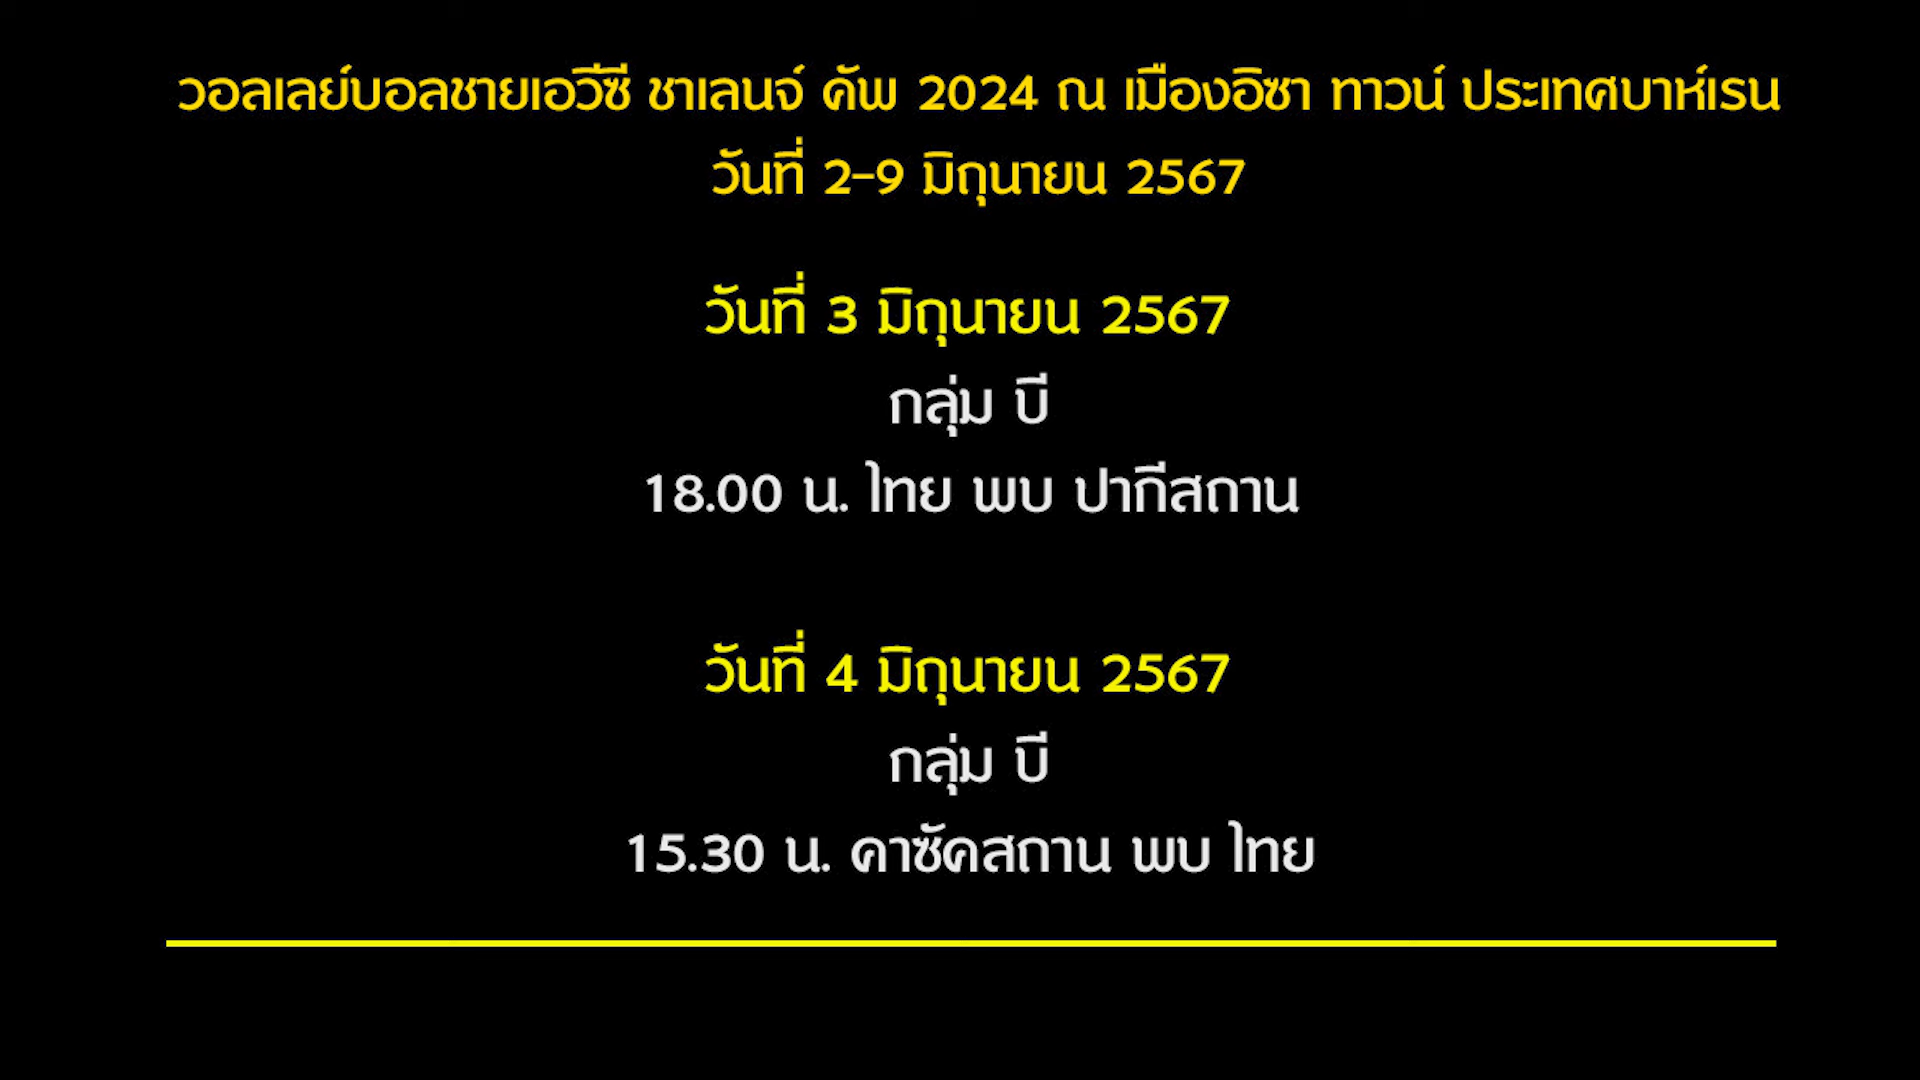 วอลเลย์บอลชายเอวีซี ชาเลนจ์ คัพ 2024 ณ เมืองอิซา ทาวน์ ประเทศบาห์เรน
วันที่ 2-9 มิถุนายน 2567
วันที่ 3 มิถุนายน 2567
กลุ่ม บี
18.00 น. ไทย พบ ปากีสถาน
วันที่ 4 มิถุนายน 2567
กลุ่ม บี
15.30 น. คาซัคสถาน พบ ไทย